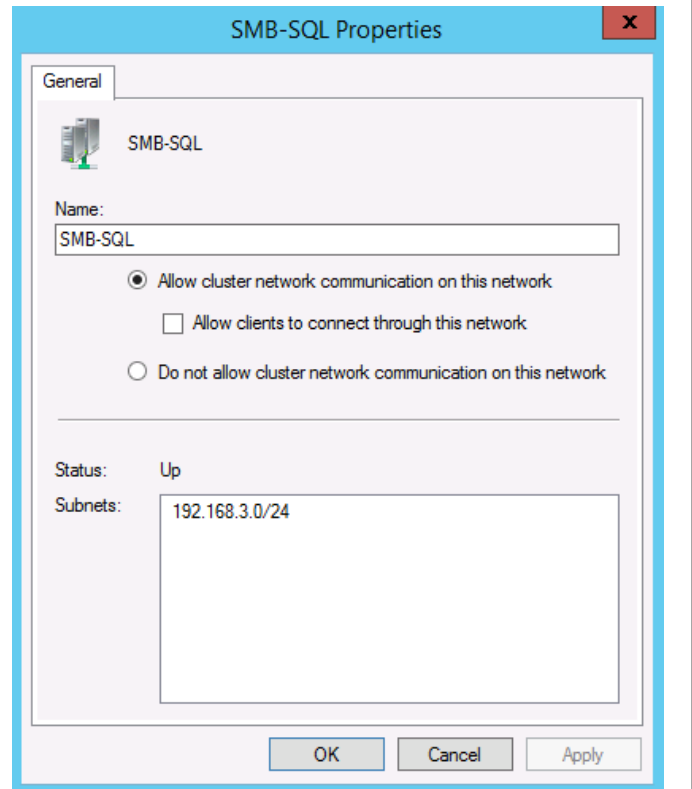 SMB-SQL Properties
x
General
SMB-SQL
Name:
SMB-SQL
Allow cluster network communication on this network
Allow clients to connect through this network
Do not allow cluster network communication on this network
Status: Up
Subnets: 192.168.3.0/24
OK Cancel Apply